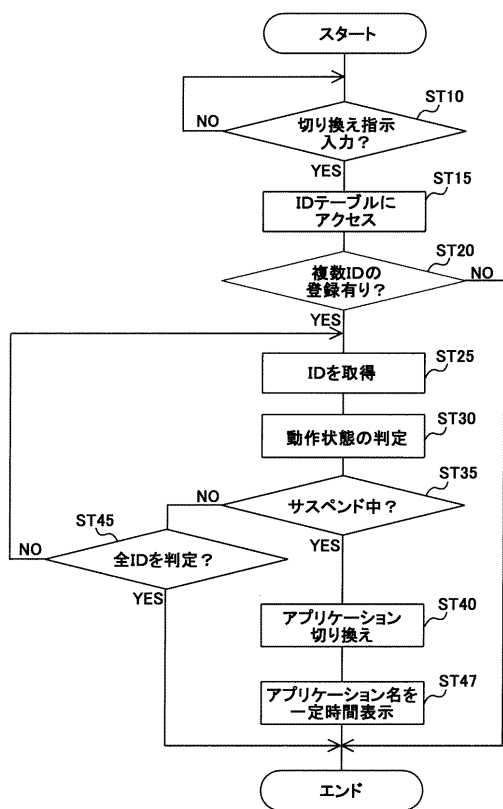 スタート
ST10
切り換え指示
入力?
NO
YES
ST15
IDテーブルに
アクセス
ST20
複数IDの
登録有り?
NO
YES
ST25
IDを取得
ST30
動作状態の判定
ST35
サスペンド中?
NO
YES
ST45
全IDを判定?
NO
YES
ST40
アプリケーション
切り換え
ST47
アプリケーション名を
一定時間表示
エンド